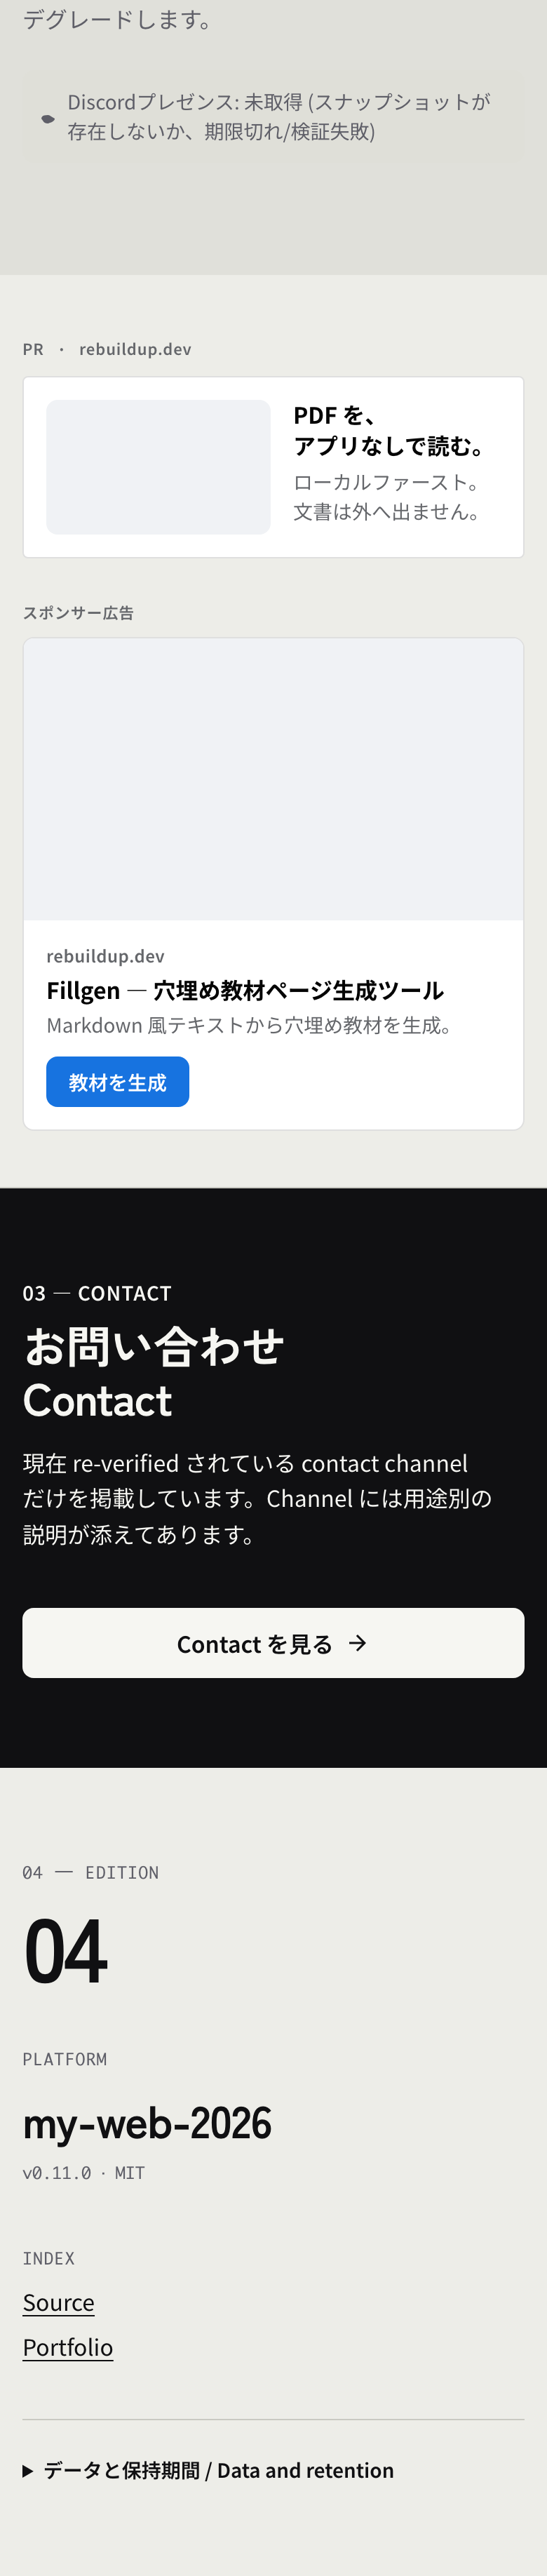 デグレードします。
Discordプレゼンス: 未取得 (スナップショットが
存在しないか、期限切れ/検証失敗)
PR · rebuildup.dev
PDF を、
アプリなしで読む。
ローカルファースト。
文書は外へ出ません。
スポンサー広告
rebuildup.dev
Fillgen — 穴埋め教材ページ生成ツール
Markdown 風テキストから穴埋め教材を生成。
教材を生成
03 — CONTACT
お問い合わせ
Contact
現在 re-verified されている contact channel
だけを掲載しています。Channel には用途別の
説明が添えてあります。
Contact を見る →
04 — EDITION
04
PLATFORM
my-web-2026
v0.11.0 · MIT
INDEX
Source
Portfolio
▶ データと保持期間 / Data and retention